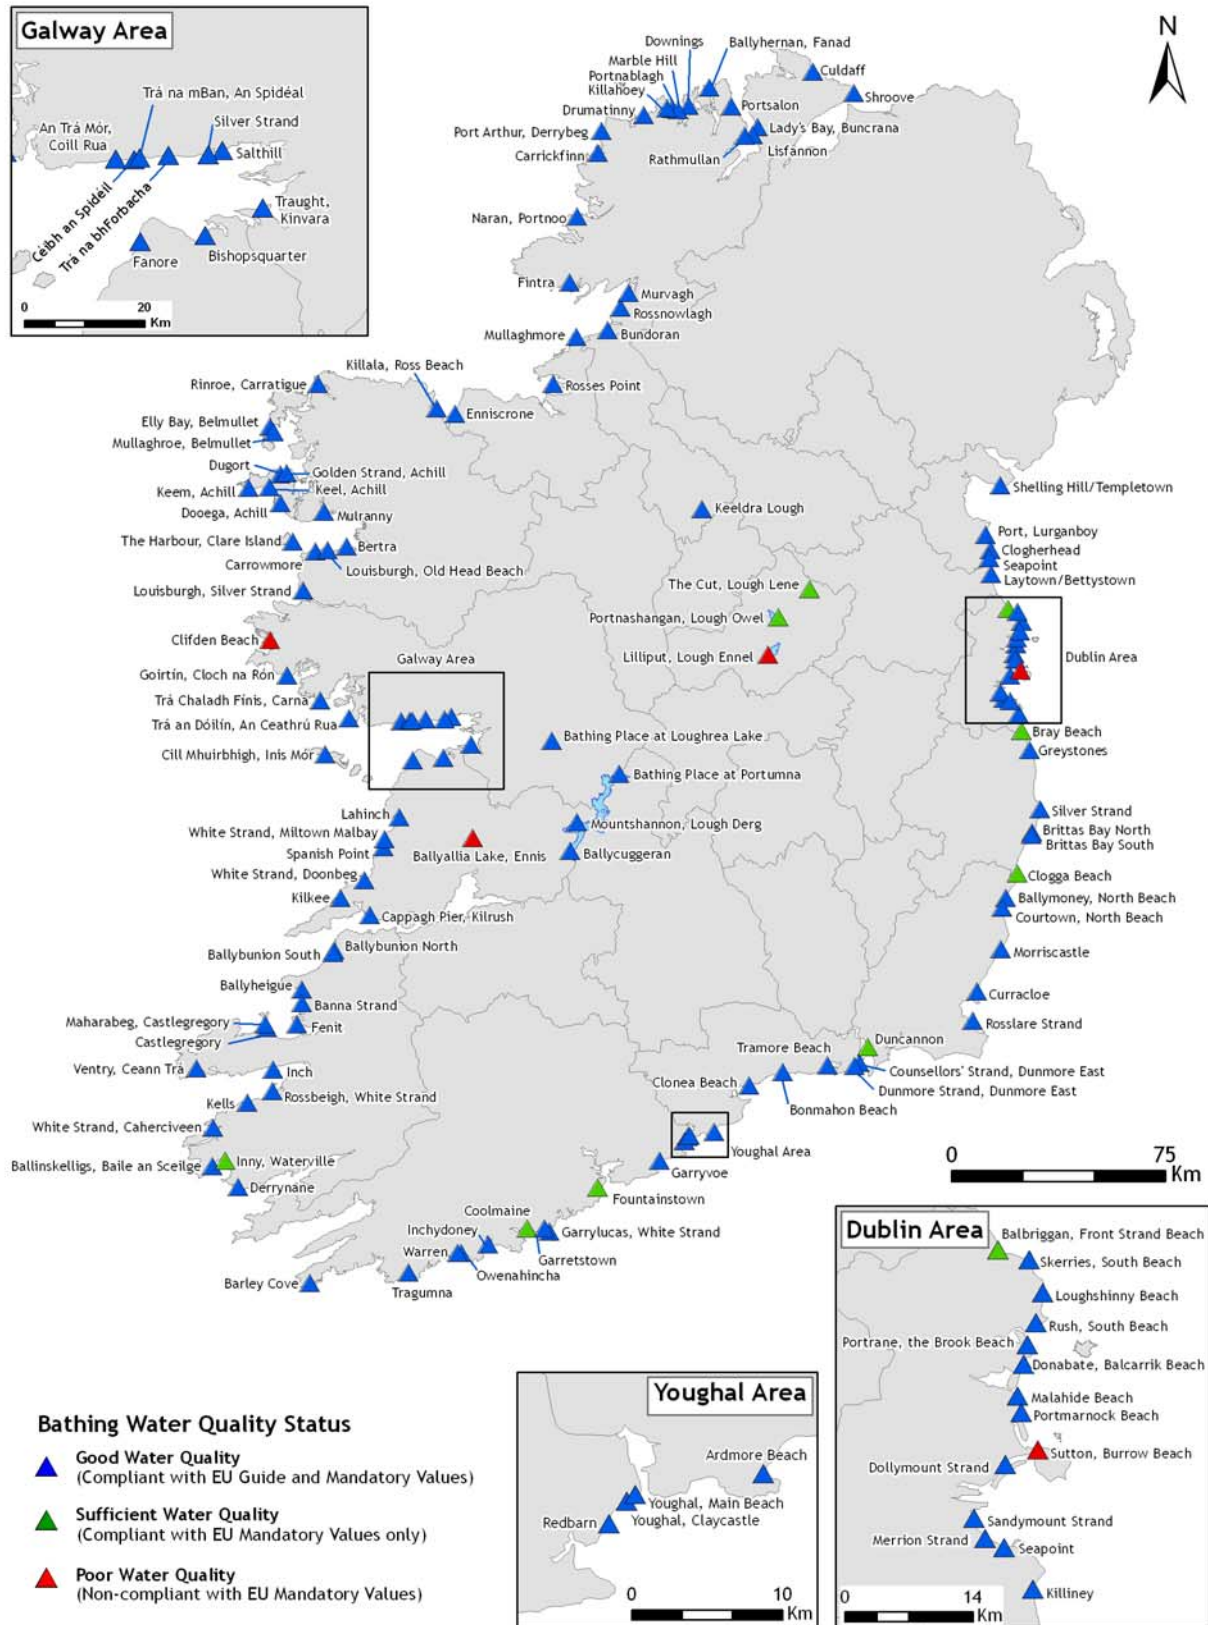 Galway Area
Trá na mBan, An Spidéal
An Trá Mór,
Coill Rua
Silver Strand
Salthill
Céibh an Spidéil
Trá na bhForbacha
Traught,
Kinvara
Fanore
Bishopsquarter
0 20
Km
N
Downings
Marble Hill
Portnablagh
Killahoey
Ballyhernan, Fanad
Culdaff
Shroove
Drumatinny
Portsalon
Port Arthur, Derrybeg
Lady's Bay, Buncrana
Carrickfinn
Rathmullan
Lisfannon
Naran, Portnoo
Fintra
Murvagh
Rossnowlagh
Mullaghmore
Bundoran
Killala, Ross Beach
Rinroe, Carratigue
Rosses Point
Enniscrone
Elly Bay, Belmullet
Mullaghroe, Belmullet
Dugort
Golden Strand, Achill
Keem, Achill
Keel, Achill
Dooega, Achill
Mulranny
Shelling Hill/Templetown
Keeldra Lough
Port, Lurganboy
Clogherhead
Seapoint
Laytown/Bettystown
The Harbour, Clare Island
Bertra
Carrowmore
Louisburgh, Old Head Beach
The Cut, Lough Lene
Louisburgh, Silver Strand
Portnashangan, Lough Owel
Clifden Beach
Lilliput, Lough Ennel
Dublin Area
Galway Area
Goirtín, Cloch na Rón
Trá Chaladh Fínis, Carna
Trá an Dóilín, An Ceathrú Rua
Bray Beach
Bathing Place at Loughrea Lake
Greystones
Cill Mhuirbhigh, Inis Mór
Bathing Place at Portumna
Silver Strand
Lahinch
Mountshannon, Lough Derg
White Strand, Miltown Malbay
Brittas Bay North
Brittas Bay South
Spanish Point
Ballyallia Lake, Ennis
Ballycuggeran
White Strand, Doonbeg
Clogga Beach
Kilkee
Ballymoney, North Beach
Cappagh Pier, Kilrush
Courtown, North Beach
Ballybunion North
Ballybunion South
Morriscastle
Ballyheigue
Curracloe
Banna Strand
Maharabeg, Castlegregory
Fenit
Rosslare Strand
Castlegregory
Duncannon
Tramore Beach
Ventry, Ceann Trá
Inch
Counsellors' Strand, Dunmore East
Clonea Beach
Dunmore Strand, Dunmore East
Rossbeigh, White Strand
Kells
Bonmahon Beach
White Strand, Caherciveen
Youghal Area
Inny, Waterville
Ballinskelligs, Baile an Sceilge
Garryvoe
Derrynane
Fountainstown
0 75
Km
Coolmaine
Inchydoney
Garrylucas, White Strand
Warren
Garretstown
Owenahincha
Barley Cove
Tragumna
Dublin Area
Balbriggan, Front Strand Beach
Skerries, South Beach
Loughshinny Beach
Rush, South Beach
Portrane, the Brook Beach
Donabate, Balcarrik Beach
Malahide Beach
Portmarnock Beach
Sutton, Burrow Beach
Dollymount Strand
Sandymount Strand
Merrion Strand
Seapoint
Killiney
0 14
Km
Youghal Area
Ardmore Beach
Youghal, Main Beach
Youghal, Claycastle
Redbarn
0 10
Km
Bathing Water Quality Status
Good Water Quality
(Compliant with EU Guide and Mandatory Values)
Sufficient Water Quality
(Compliant with EU Mandatory Values only)
Poor Water Quality
(Non-compliant with EU Mandatory Values)